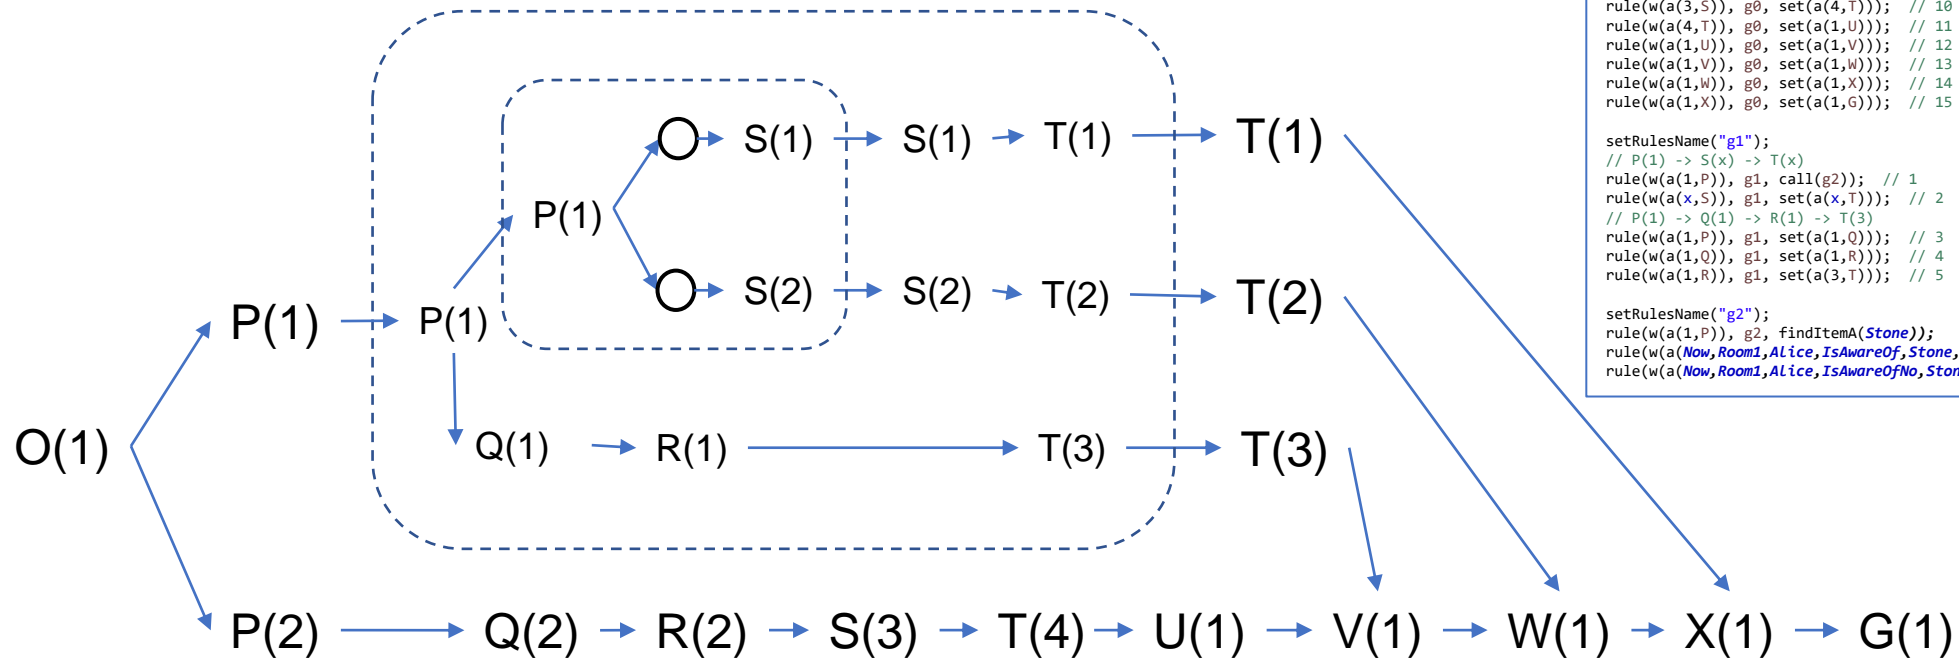 rule(w(a(3,S)), g0, set(a(4,T))); // 10
rule(w(a(4,T)), g0, set(a(1,U))); // 11
rule(w(a(1,U)), g0, set(a(1,V))); // 12
rule(w(a(1,V)), g0, set(a(1,W))); // 13
rule(w(a(1,W)), g0, set(a(1,X))); // 14
rule(w(a(1,X)), g0, set(a(1,G))); // 15
setRulesName("g1");
// P(1) -> S(x) -> T(x)
rule(w(a(1,P)), g1, call(g2)); // 1
rule(w(a(x,S)), g1, set(a(x,T))); // 2
// P(1) -> Q(1) -> R(1) -> T(3)
rule(w(a(1,P)), g1, set(a(1,Q))); // 3
rule(w(a(1,Q)), g1, set(a(1,R))); // 4
rule(w(a(1,R)), g1, set(a(3,T))); // 5
setRulesName("g2");
rule(w(a(1,P)), g2, findItemA(Stone));
rule(w(a(Now,Room1,Alice,IsAwareOf,Stone,
rule(w(a(Now,Room1,Alice,IsAwareOfNo,Ston
S(1) S(1) T(1) T(1)
P(1)
S(2) S(2) T(2) T(2)
P(1) P(1)
O(1) Q(1) R(1) T(3) T(3)
P(2) Q(2) R(2) S(3) T(4) U(1) V(1) W(1) X(1) G(1)